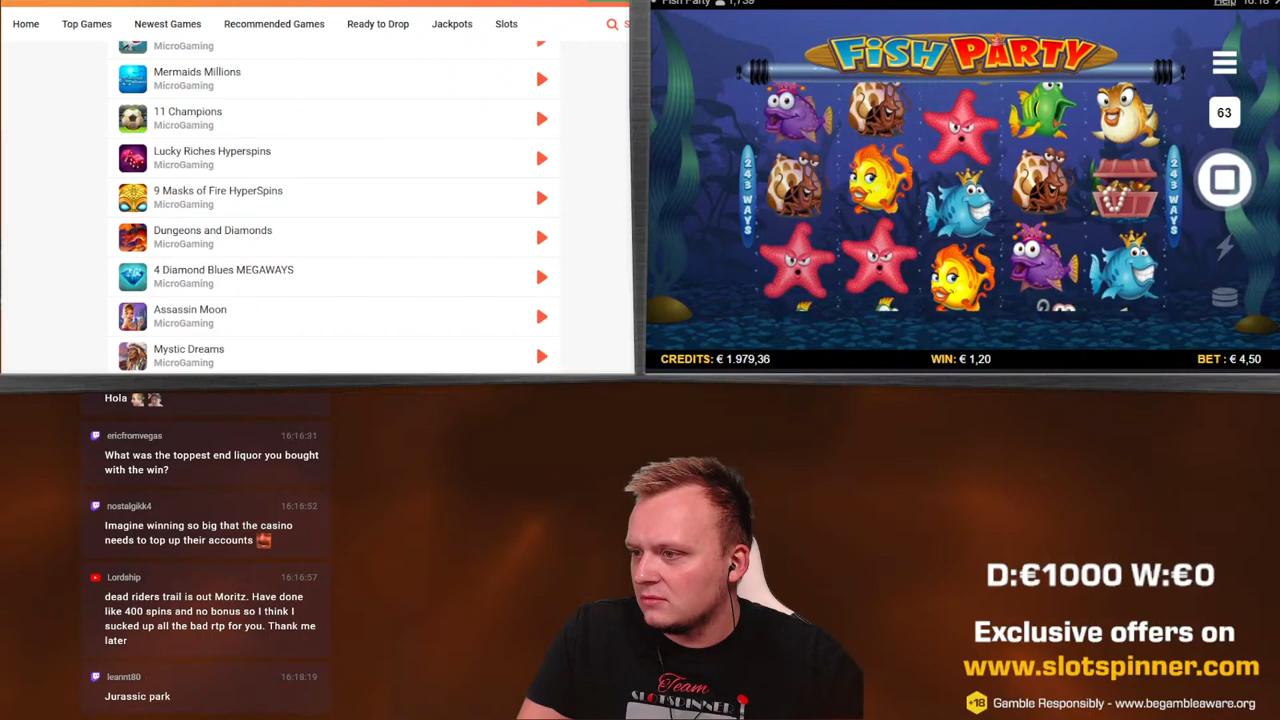 Home Top Games Newest Games Recommended Games Ready to Drop Jackpots Slots
MicroGaming
Mermaids Millions
MicroGaming
11 Champions
MicroGaming
Lucky Riches Hyperspins
MicroGaming
9 Masks of Fire HyperSpins
MicroGaming
Dungeons and Diamonds
MicroGaming
4 Diamond Blues MEGAWAYS
MicroGaming
Assassin Moon
MicroGaming
Mystic Dreams
MicroGaming
Fish Party 1,739
Help 16:18
FISH PARTY
63
243 WAYS
243 WAYS
CREDITS: € 1.979,36 WIN: € 1,20 BET : € 4,50
Hola
ericfromvegas 16:16:31
What was the toppest end liquor you bought
with the win?
nostalgikk4 16:16:52
Imagine winning so big that the casino
needs to top up their accounts
Lordship 16:16:57
dead riders trail is out Moritz. Have done
like 400 spins and no bonus so I think I
sucked up all the bad rtp for you. Thank me
later
leannt80 16:18:19
Jurassic park
Team
SLOTSPINNER
D:€1000 W:€0
Exclusive offers on
www.slotspinner.com
+18 Gamble Responsibly - www.begambleaware.org